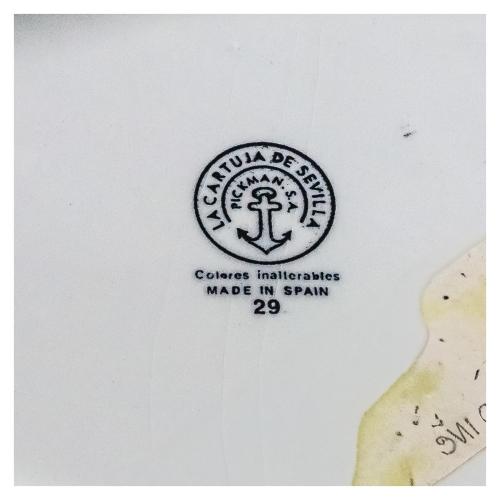 LA CARTUJA DE SEVILLA
PICKMAN. S.A.
Colores inalterables
MADE IN SPAIN
29